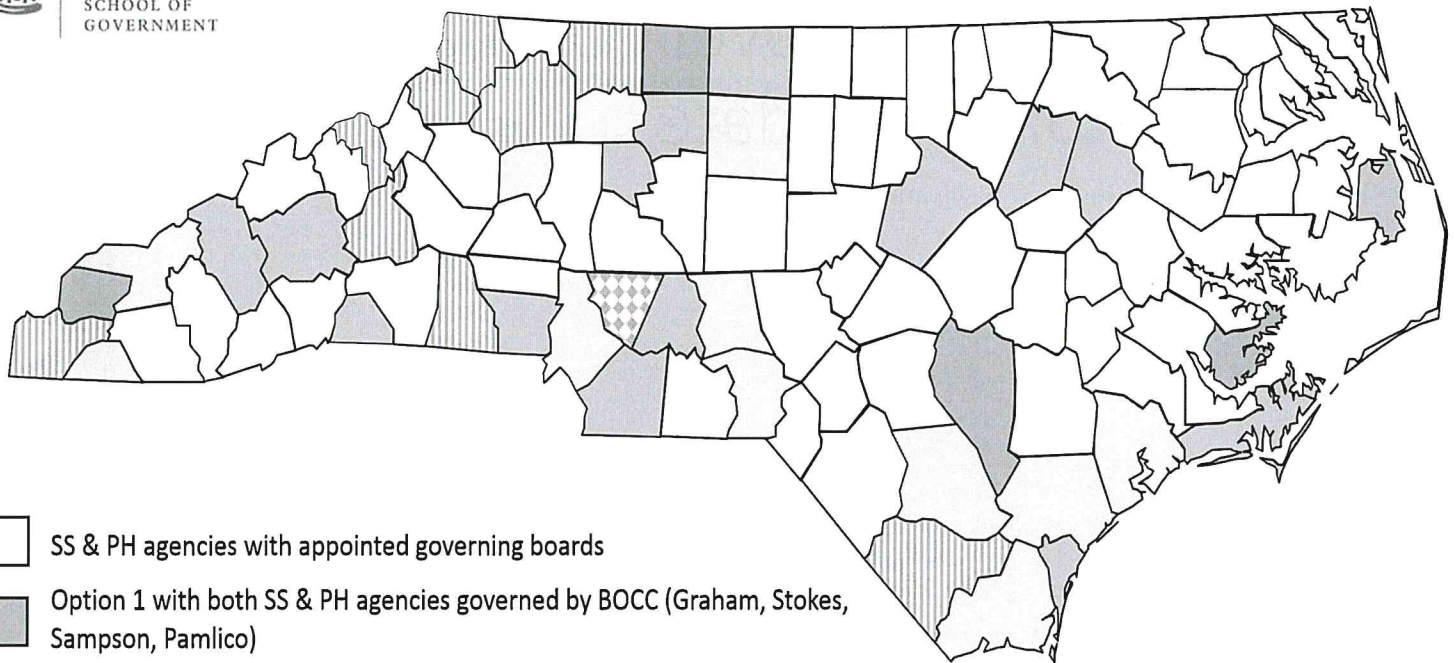 SCHOOL OF
GOVERNMENT
SS & PH agencies with appointed governing boards
Option 1 with both SS & PH agencies governed by BOCC (Graham, Stokes,
Sampson, Pamlico)